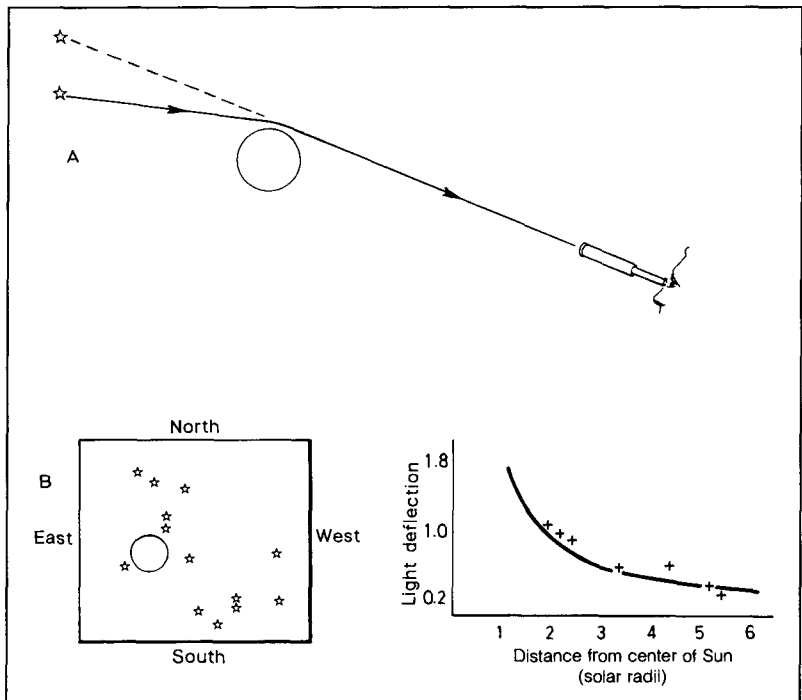 A
B
North
East
West
South
Light deflection
1.8
1.0
0.2
1 2 3 4 5 6
Distance from center of Sun
(solar radii)